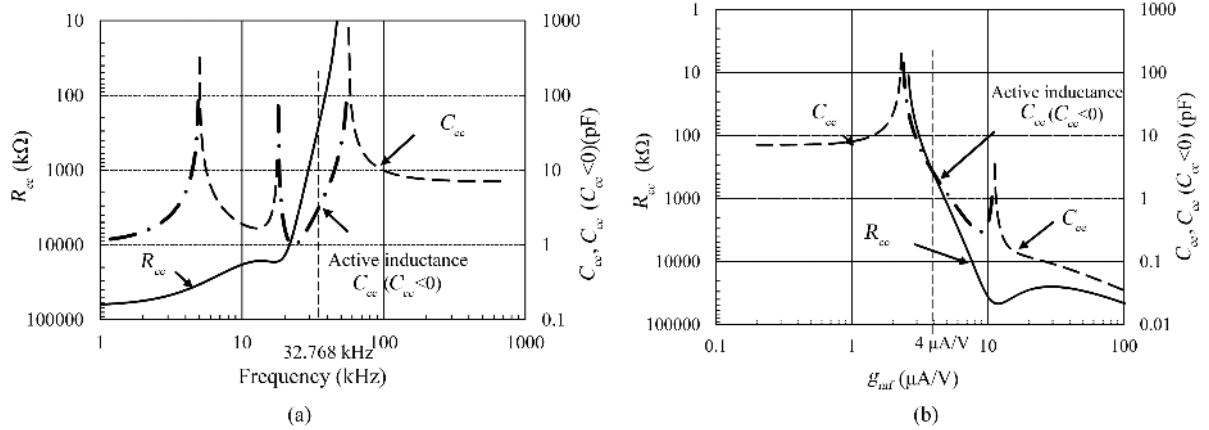 10
100
1000
10000
100000
R_cc (kΩ)
1000
100
10
1
0.1
C_cc, C_cc (C_cc <0)(pF)
C_cc
R_cc
Active inductance
C_cc (C_cc<0)
1
10
100
1000
32.768 kHz
Frequency (kHz)
(a)
1
10
100
1000
10000
100000
R_cc (kΩ)
1000
100
10
1
0.1
0.01
C_cc, C_cc (C_cc <0) (pF)
Active inductance
C_cc (C_cc<0)
C_cc
C_cc
R_cc
0.1
1
4 μA/V
10
100
g_mf (μA/V)
(b)